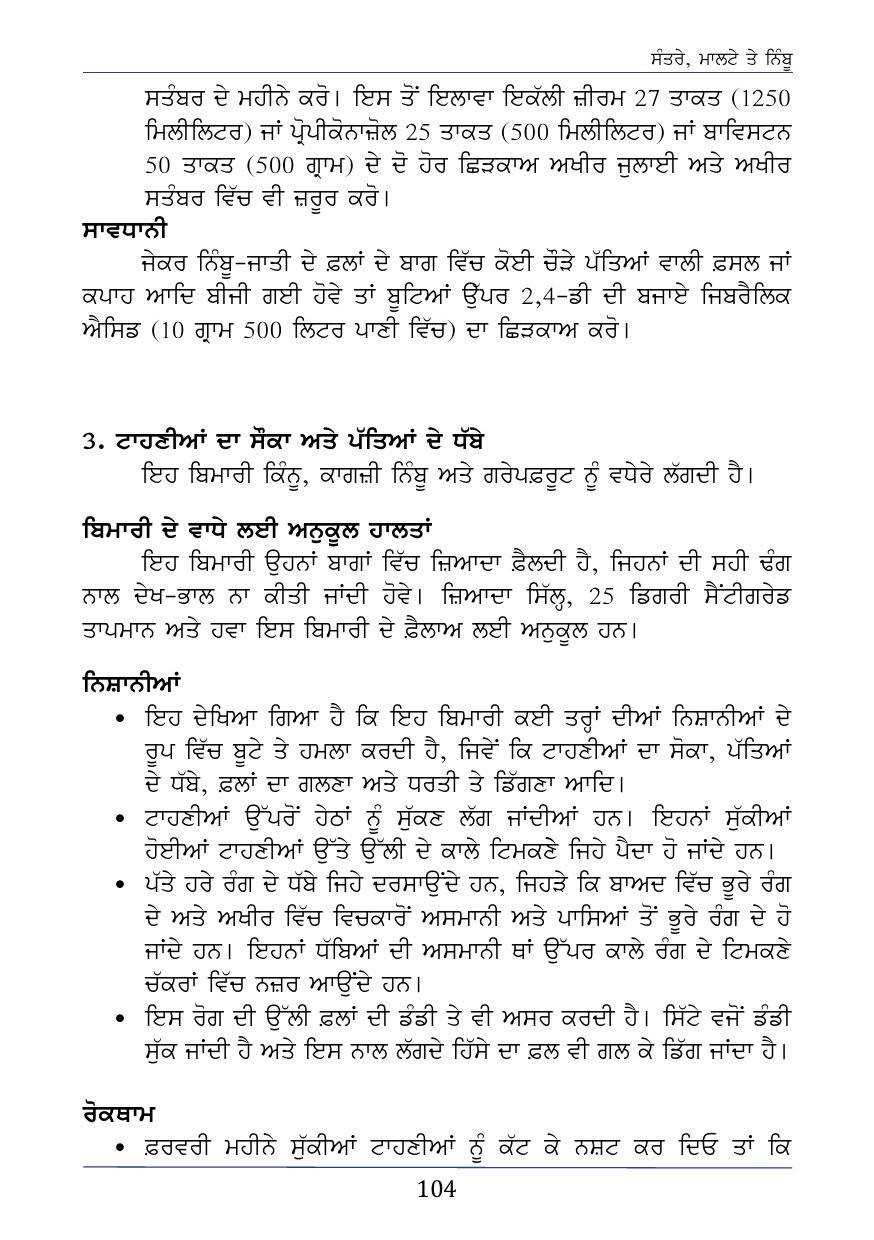 ਸੰਤਰੇ, ਮਾਲਟੇ ਤੇ ਨਿੰਬੂ
ਸਤੰਬਰ ਦੇ ਮਹੀਨੇ ਕਰੋ। ਇਸ ਤੋਂ ਇਲਾਵਾ ਇਕੱਲੀ ਜ਼ੀਰਮ 27 ਤਾਕਤ (1250
ਮਿਲੀਲਿਟਰ) ਜਾਂ ਪ੍ਰੋਪੀਕੋਨਾਜ਼ੋਲ 25 ਤਾਕਤ (500 ਮਿਲੀਲਿਟਰ) ਜਾਂ ਬਾਵਿਸਟਨ
50 ਤਾਕਤ (500 ਗ੍ਰਾਮ) ਦੇ ਦੋ ਹੋਰ ਛਿੜਕਾਅ ਅਖੀਰ ਜੁਲਾਈ ਅਤੇ ਅਖੀਰ
ਸਤੰਬਰ ਵਿੱਚ ਵੀ ਜ਼ਰੂਰ ਕਰੋ।
ਸਾਵਧਾਨੀ
ਜੇਕਰ ਨਿੰਬੂ-ਜਾਤੀ ਦੇ ਫ਼ਲਾਂ ਦੇ ਬਾਗ ਵਿੱਚ ਕੋਈ ਚੌੜੇ ਪੱਤਿਆਂ ਵਾਲੀ ਫ਼ਸਲ ਜਾਂ
ਕਪਾਹ ਆਦਿ ਬੀਜੀ ਗਈ ਹੋਵੇ ਤਾਂ ਬੂਟਿਆਂ ਉੱਪਰ 2,4-ਡੀ ਦੀ ਬਜਾਏ ਜਿਬਰੈਲਿਕ
ਐਸਿਡ (10 ਗ੍ਰਾਮ 500 ਲਿਟਰ ਪਾਣੀ ਵਿੱਚ) ਦਾ ਛਿੜਕਾਅ ਕਰੋ।
3. ਟਾਹਣੀਆਂ ਦਾ ਸੌਕਾ ਅਤੇ ਪੱਤਿਆਂ ਦੇ ਧੱਬੇ
ਇਹ ਬਿਮਾਰੀ ਕਿੰਨੂ, ਕਾਗਜ਼ੀ ਨਿੰਬੂ ਅਤੇ ਗਰੇਪਫ਼ਰੂਟ ਨੂੰ ਵਧੇਰੇ ਲੱਗਦੀ ਹੈ।
ਬਿਮਾਰੀ ਦੇ ਵਾਧੇ ਲਈ ਅਨੁਕੂਲ ਹਾਲਤਾਂ
ਇਹ ਬਿਮਾਰੀ ਉਹਨਾਂ ਬਾਗਾਂ ਵਿੱਚ ਜ਼ਿਆਦਾ ਫ਼ੈਲਦੀ ਹੈ, ਜਿਹਨਾਂ ਦੀ ਸਹੀ ਢੰਗ
ਨਾਲ ਦੇਖ-ਭਾਲ ਨਾ ਕੀਤੀ ਜਾਂਦੀ ਹੋਵੇ। ਜ਼ਿਆਦਾ ਸਿੱਲ੍ਹ, 25 ਡਿਗਰੀ ਸੈਂਟੀਗਰੇਡ
ਤਾਪਮਾਨ ਅਤੇ ਹਵਾ ਇਸ ਬਿਮਾਰੀ ਦੇ ਫ਼ੈਲਾਅ ਲਈ ਅਨੁਕੂਲ ਹਨ।
ਨਿਸ਼ਾਨੀਆਂ
• ਇਹ ਦੇਖਿਆ ਗਿਆ ਹੈ ਕਿ ਇਹ ਬਿਮਾਰੀ ਕਈ ਤਰ੍ਹਾਂ ਦੀਆਂ ਨਿਸ਼ਾਨੀਆਂ ਦੇ
ਰੂਪ ਵਿੱਚ ਬੂਟੇ ਤੇ ਹਮਲਾ ਕਰਦੀ ਹੈ, ਜਿਵੇਂ ਕਿ ਟਾਹਣੀਆਂ ਦਾ ਸੋਕਾ, ਪੱਤਿਆਂ
ਦੇ ਧੱਬੇ, ਫ਼ਲਾਂ ਦਾ ਗਲਣਾ ਅਤੇ ਧਰਤੀ ਤੇ ਡਿੱਗਣਾ ਆਦਿ।
• ਟਾਹਣੀਆਂ ਉੱਪਰੋਂ ਹੇਠਾਂ ਨੂੰ ਸੁੱਕਣ ਲੱਗ ਜਾਂਦੀਆਂ ਹਨ। ਇਹਨਾਂ ਸੁੱਕੀਆਂ
ਹੋਈਆਂ ਟਾਹਣੀਆਂ ਉੱਤੇ ਉੱਲੀ ਦੇ ਕਾਲੇ ਟਿਮਕਣੇ ਜਿਹੇ ਪੈਦਾ ਹੋ ਜਾਂਦੇ ਹਨ।
• ਪੱਤੇ ਹਰੇ ਰੰਗ ਦੇ ਧੱਬੇ ਜਿਹੇ ਦਰਸਾਉਂਦੇ ਹਨ, ਜਿਹੜੇ ਕਿ ਬਾਅਦ ਵਿੱਚ ਭੂਰੇ ਰੰਗ
ਦੇ ਅਤੇ ਅਖੀਰ ਵਿੱਚ ਵਿਚਕਾਰੋਂ ਅਸਮਾਨੀ ਅਤੇ ਪਾਸਿਆਂ ਤੋਂ ਭੂਰੇ ਰੰਗ ਦੇ ਹੋ
ਜਾਂਦੇ ਹਨ। ਇਹਨਾਂ ਧੱਬਿਆਂ ਦੀ ਅਸਮਾਨੀ ਥਾਂ ਉੱਪਰ ਕਾਲੇ ਰੰਗ ਦੇ ਟਿਮਕਣੇ
ਚੱਕਰਾਂ ਵਿੱਚ ਨਜ਼ਰ ਆਉਂਦੇ ਹਨ।
• ਇਸ ਰੋਗ ਦੀ ਉੱਲੀ ਫ਼ਲਾਂ ਦੀ ਡੰਡੀ ਤੇ ਵੀ ਅਸਰ ਕਰਦੀ ਹੈ। ਸਿੱਟੇ ਵਜੋਂ ਡੰਡੀ
ਸੁੱਕ ਜਾਂਦੀ ਹੈ ਅਤੇ ਇਸ ਨਾਲ ਲੱਗਦੇ ਹਿੱਸੇ ਦਾ ਫ਼ਲ ਵੀ ਗਲ ਕੇ ਡਿੱਗ ਜਾਂਦਾ ਹੈ।
ਰੋਕਥਾਮ
• ਫ਼ਰਵਰੀ ਮਹੀਨੇ ਸੁੱਕੀਆਂ ਟਾਹਣੀਆਂ ਨੂੰ ਕੱਟ ਕੇ ਨਸ਼ਟ ਕਰ ਦਿਓ ਤਾਂ ਕਿ
104